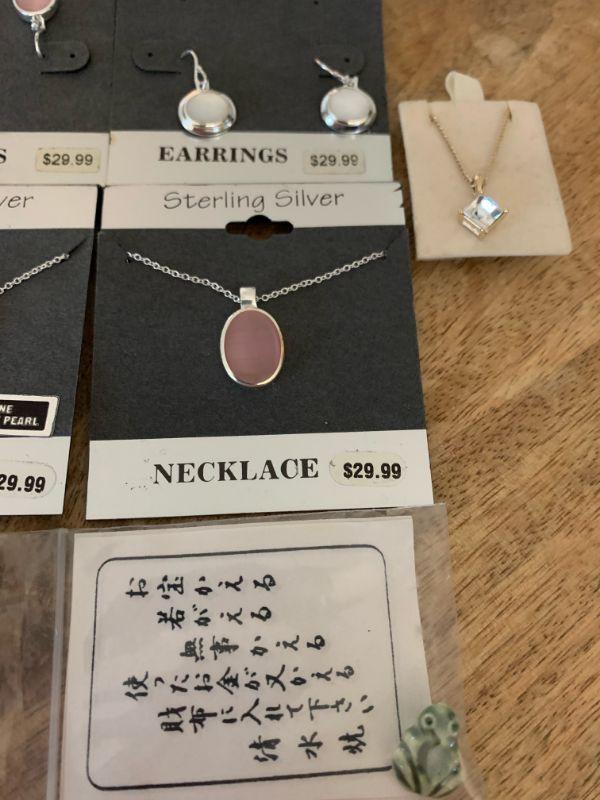 S $29.99
EARRINGS $29.99
ver
Sterling Silver
NE
PEARL
29.99
NECKLACE $29.99
お宝かえる
若がえる
無事かえる
使ったお金が又かえる
財布に入れて下さい
清水焼